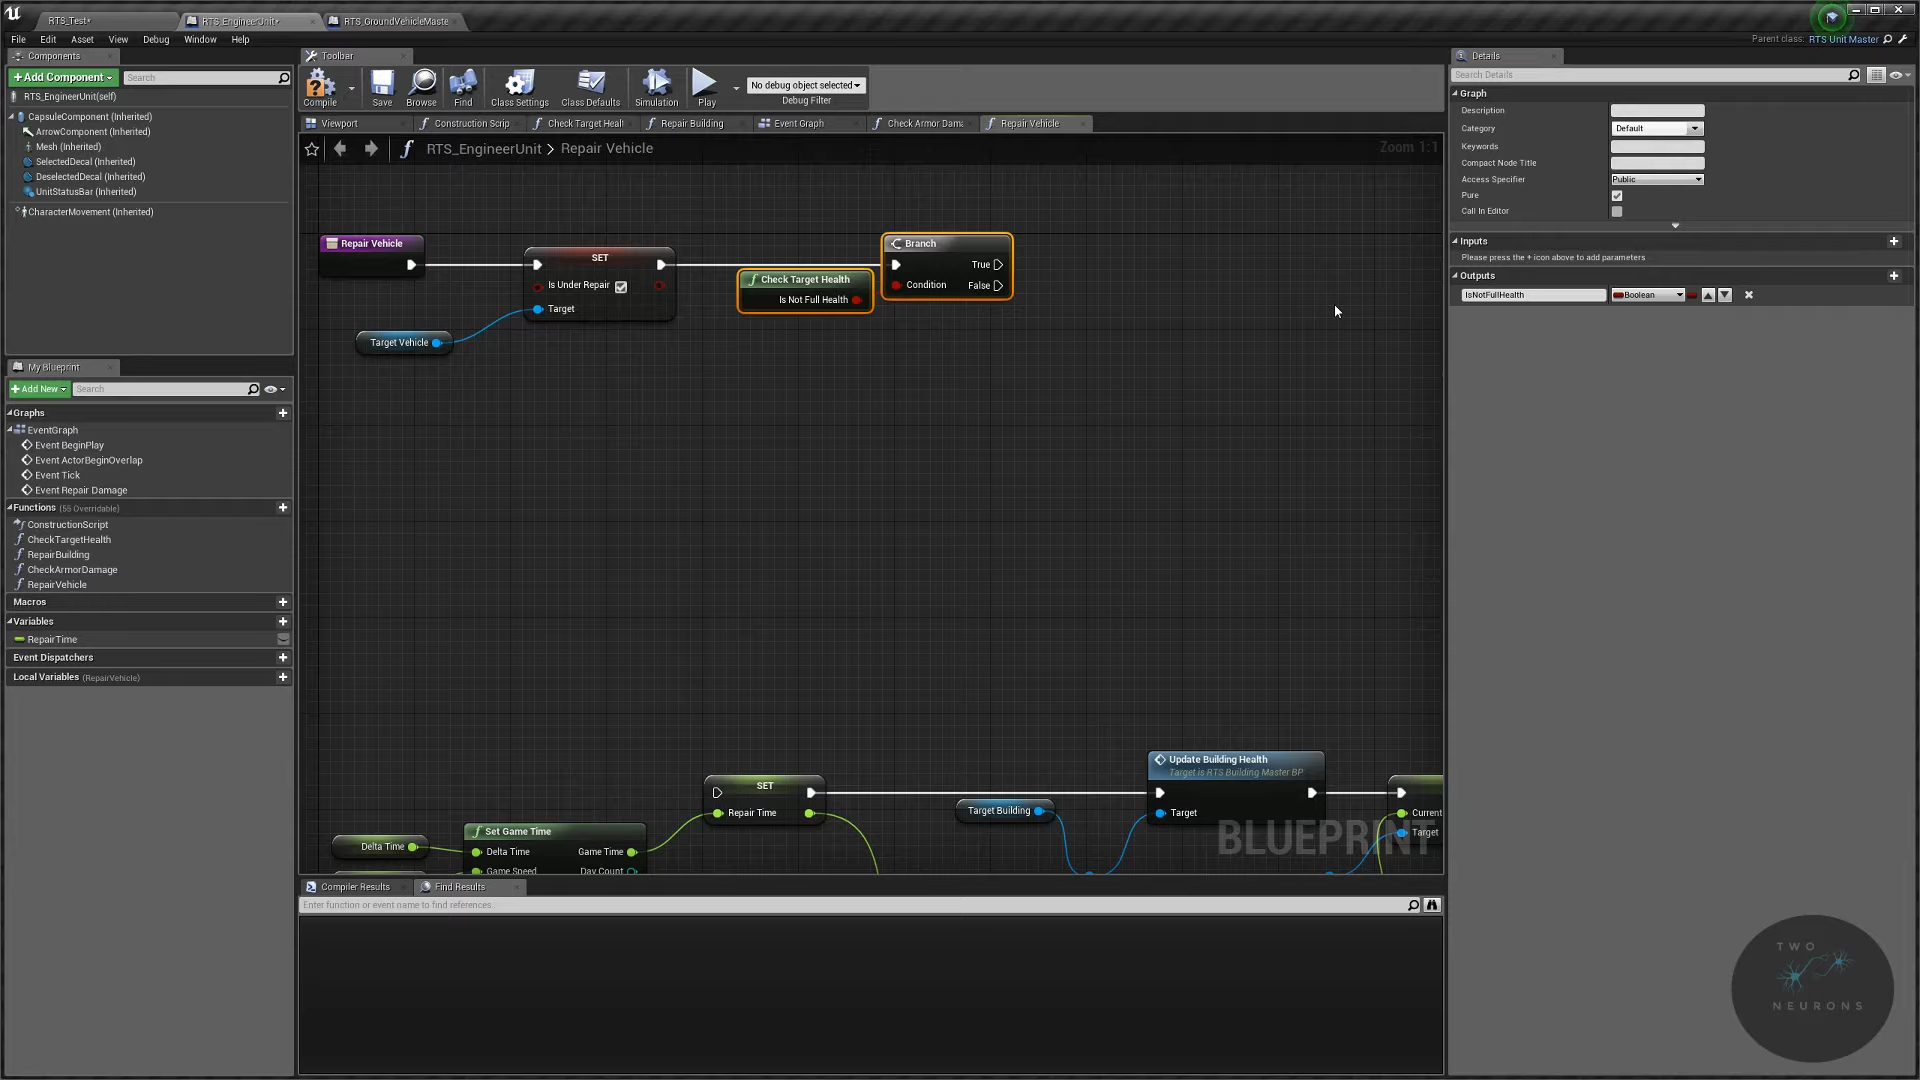 RTS_Test*
RTS_EngineerUnit*
RTS_GroundVehicleMaste
File Edit Asset View Debug Window Help
Parent class: RTS Unit Master
Components
+Add Component
Search
RTS_EngineerUnit(self)
CapsuleComponent (Inherited)
ArrowComponent (Inherited)
Mesh (Inherited)
SelectedDecal (Inherited)
DeselectedDecal (Inherited)
UnitStatusBar (Inherited)
CharacterMovement (Inherited)
My Blueprint
+Add New
Search
Graphs
EventGraph
Event BeginPlay
Event ActorBeginOverlap
Event Tick
Event Repair Damage
Functions (55 Overridable)
ConstructionScript
CheckTargetHealth
RepairBuilding
CheckArmorDamage
RepairVehicle
Macros
Variables
RepairTime
Event Dispatchers
Local Variables (RepairVehicle)
Toolbar
Compile
Save
Browse
Find
Class Settings
Class Defaults
Simulation
Play
No debug object selected
Debug Filter
Viewport
Construction Scrip
Check Target Healt
Repair Building
Event Graph
Check Armor Dama
Repair Vehicle
RTS_EngineerUnit > Repair Vehicle
Zoom 1:1
Repair Vehicle
SET
Is Under Repair
Target
Target Vehicle
Check Target Health
Is Not Full Health
Branch
True
Condition
False
SET
Repair Time
Delta Time
Set Game Time
Delta Time
Game Time
Game Speed
Day Count
Target Building
Update Building Health
Target is RTS Building Master BP
Target
Current
Target
BLUEPRINT
Compiler Results
Find Results
Enter function or event name to find references...
Details
Search Details
Graph
Description
Category
Default
Keywords
Compact Node Title
Access Specifier
Public
Pure
Call In Editor
Inputs
Please press the + icon above to add parameters
Outputs
IsNotFullHealth
Boolean
TWO
NEURONS